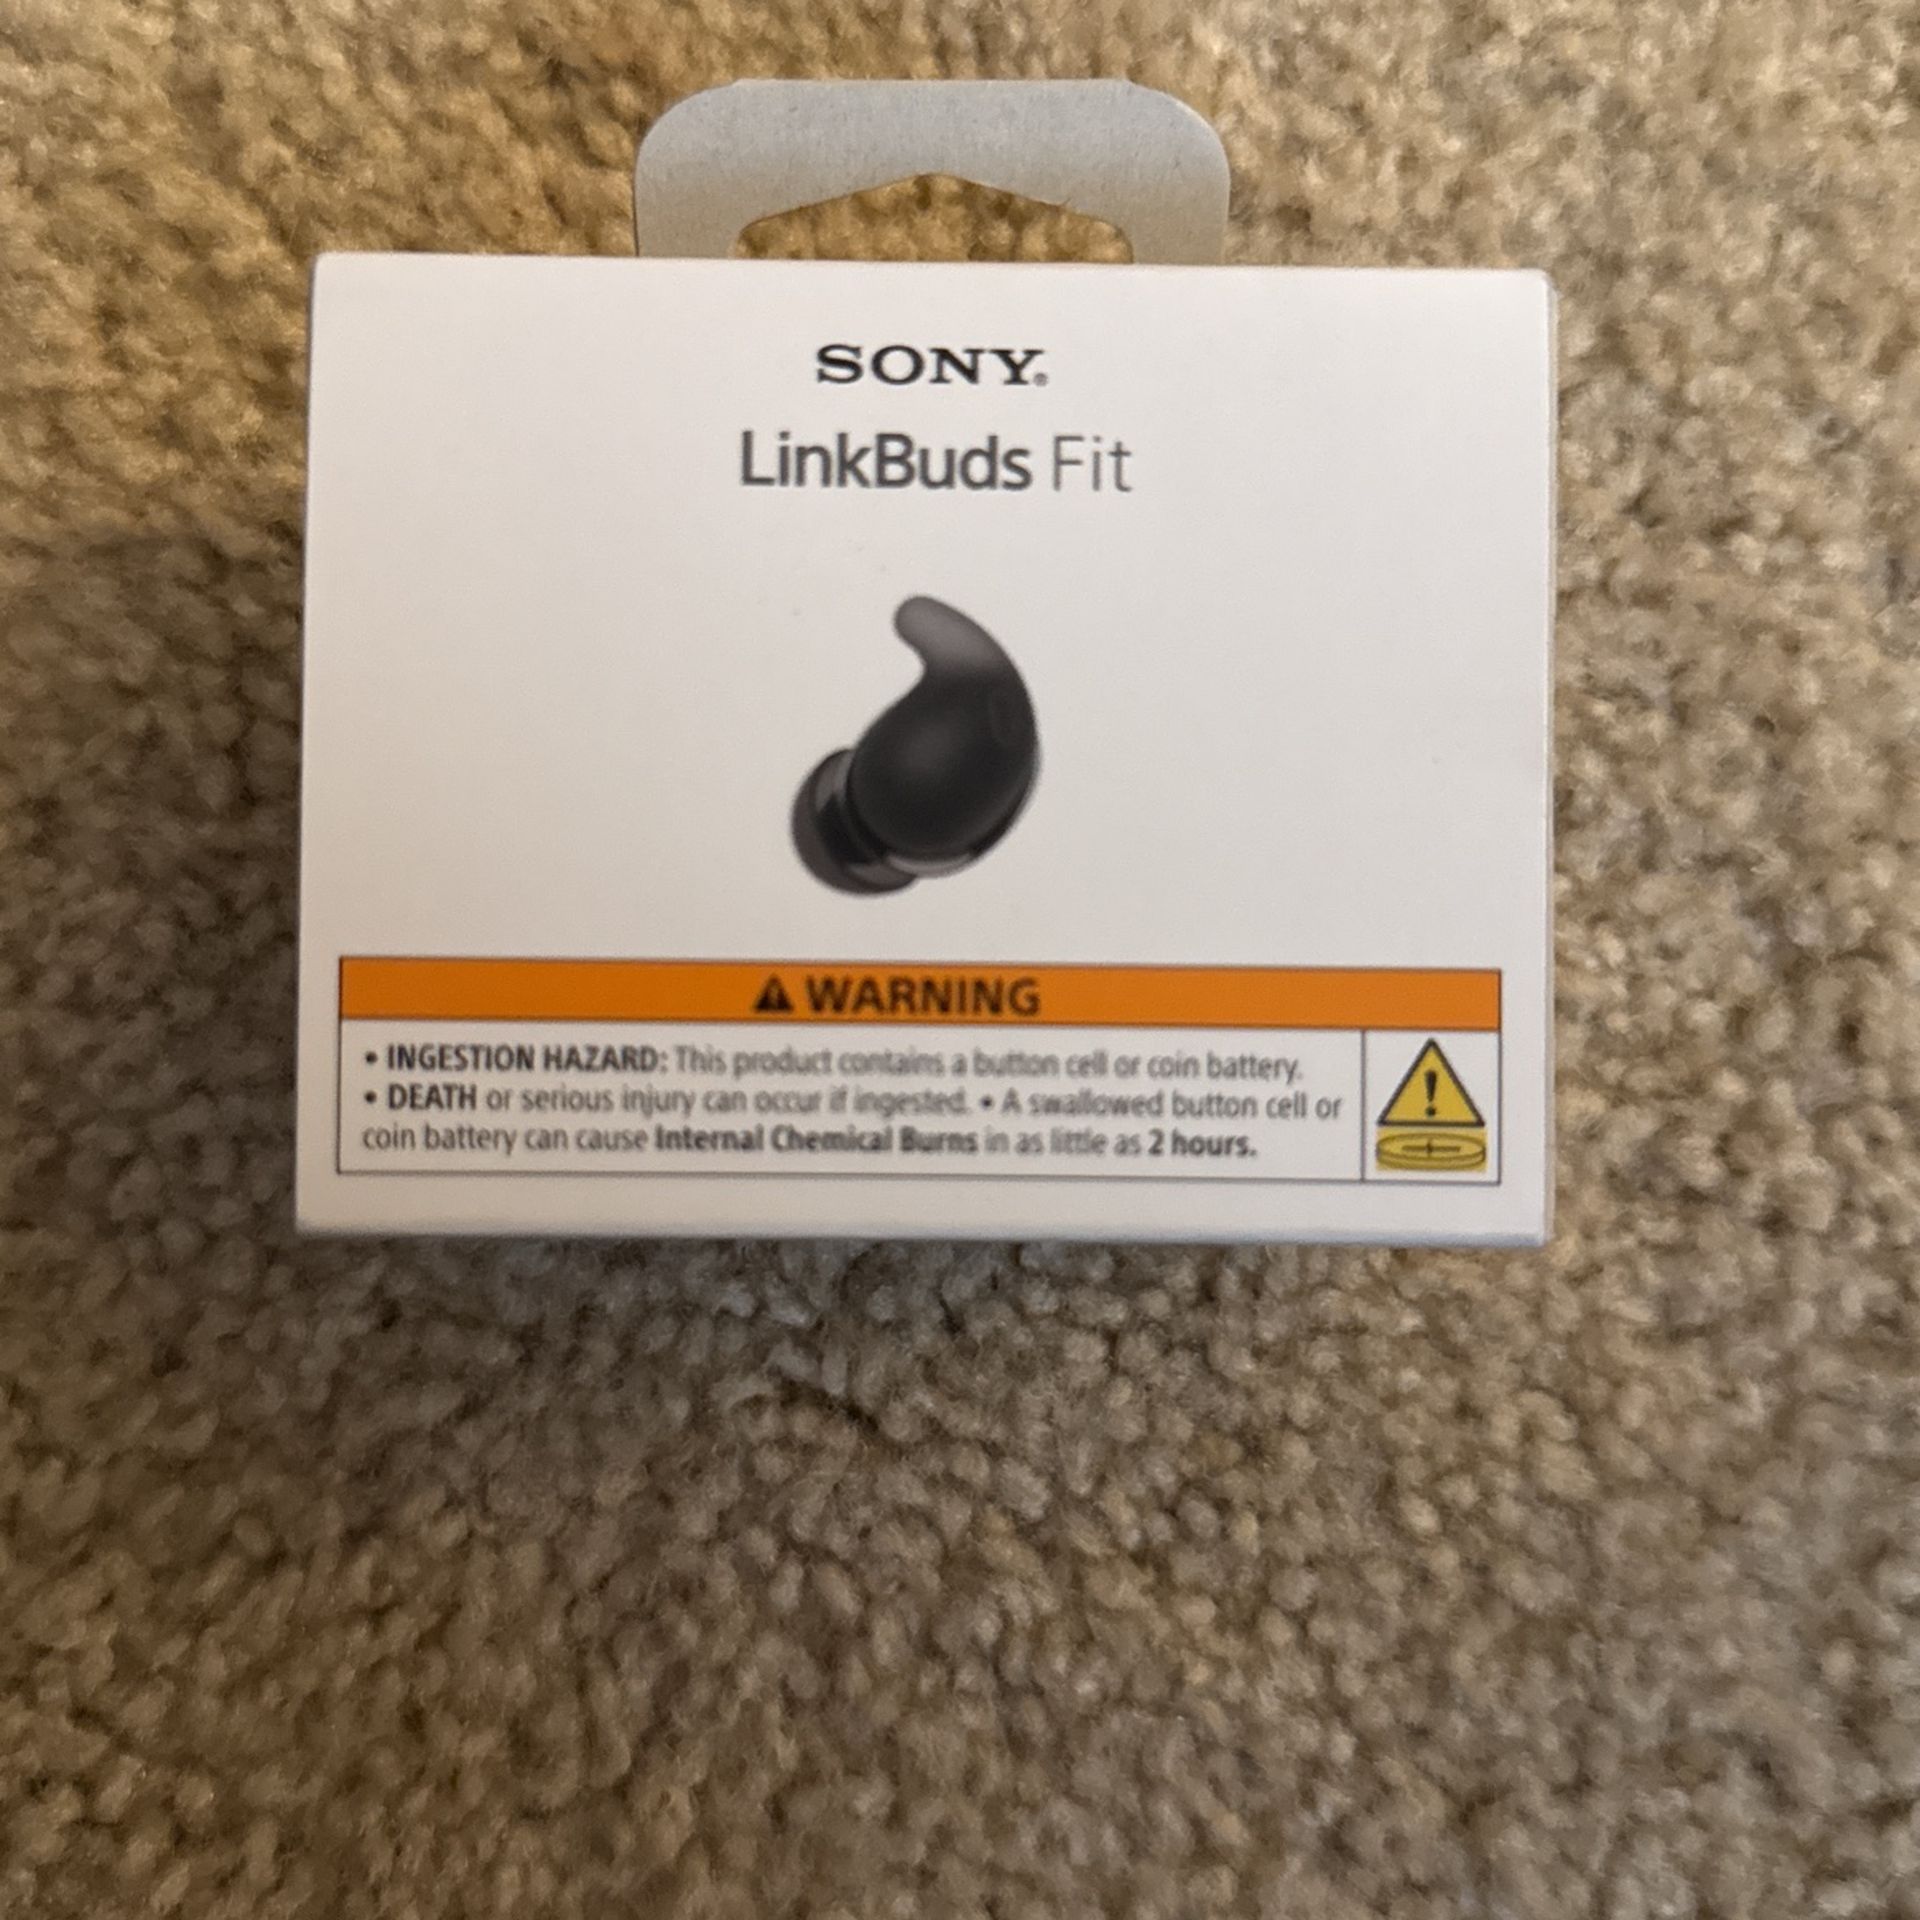 SONY®
LinkBuds Fit
⚠ WARNING
• INGESTION HAZARD: This product contains a button cell or coin battery.
• DEATH or serious injury can occur if ingested. • A swallowed button cell or
coin battery can cause Internal Chemical Burns in as little as 2 hours.